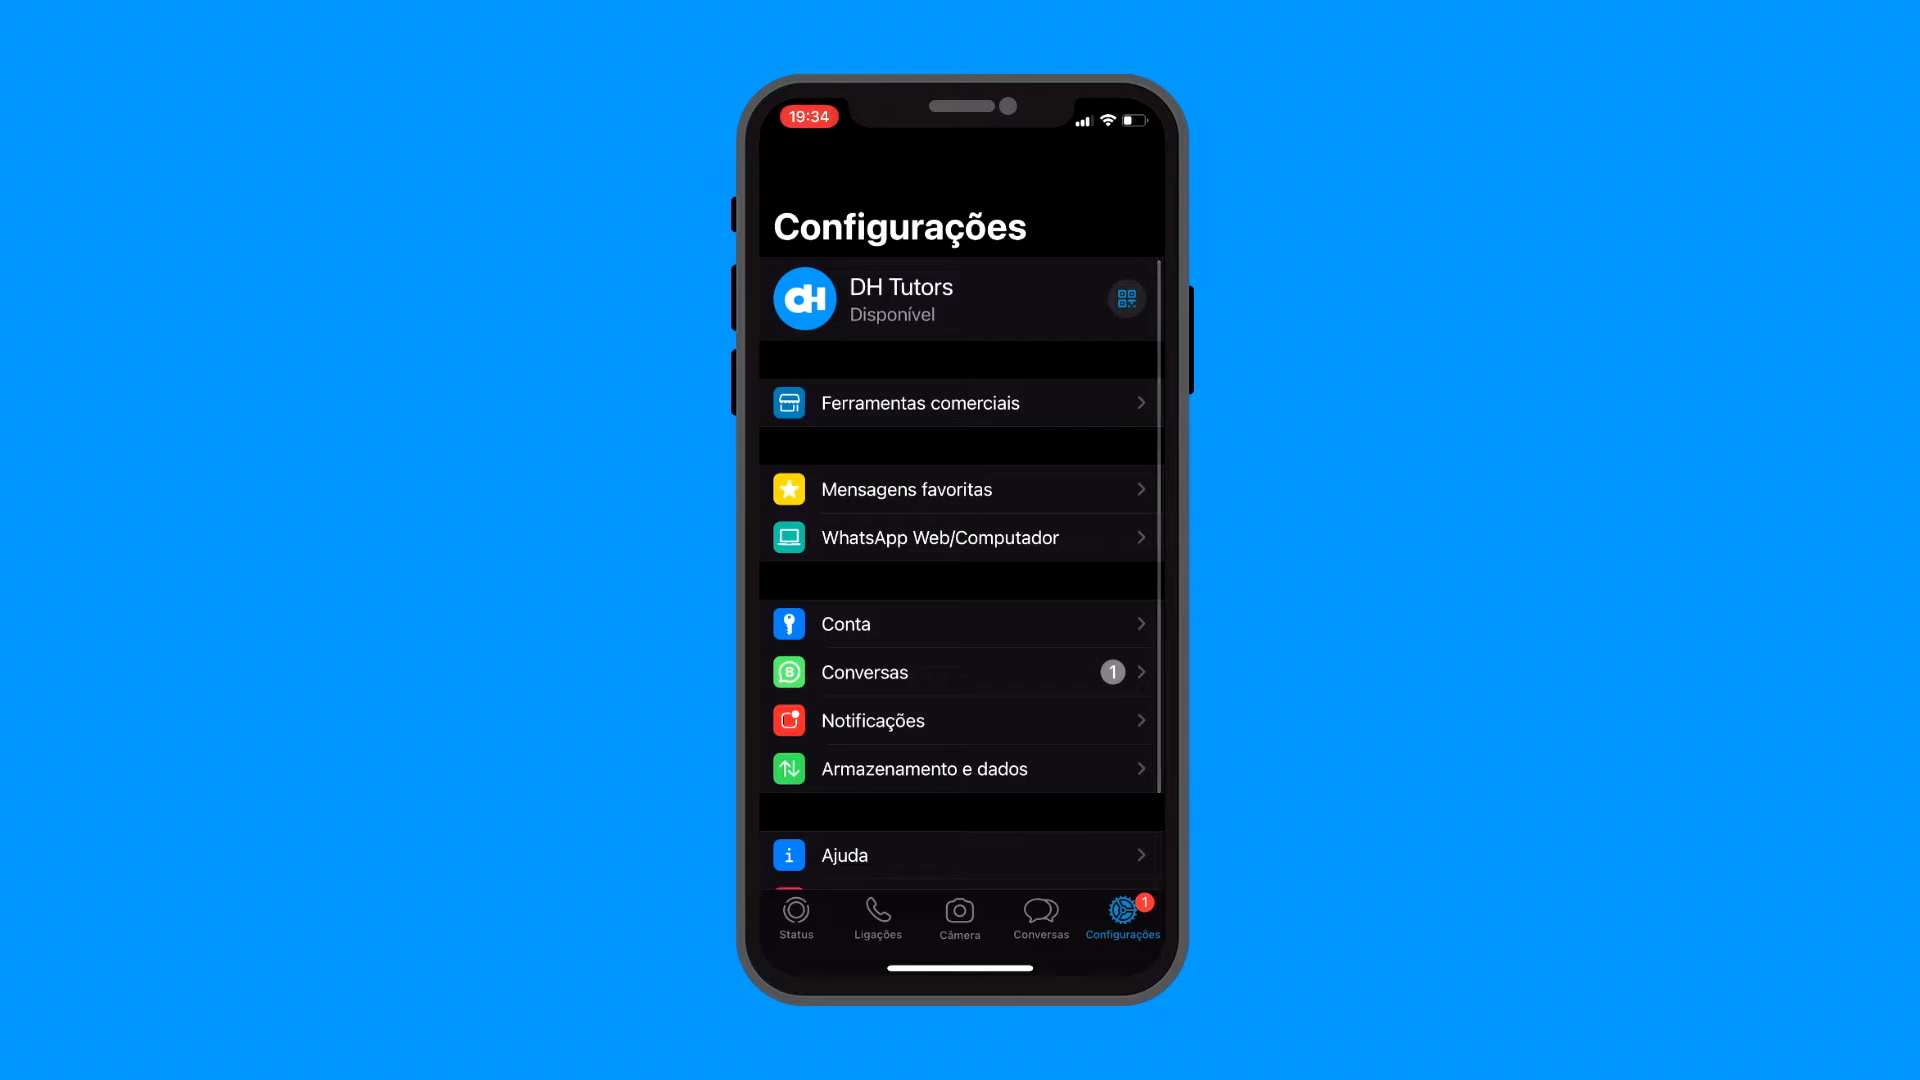 19:34
Configurações
dH
DH Tutors
Disponível
Ferramentas comerciais
Mensagens favoritas
WhatsApp Web/Computador
Conta
B
Conversas
1
Notificações
Armazenamento e dados
i
Ajuda
1
Status
Ligações
Câmera
Conversas
Configurações